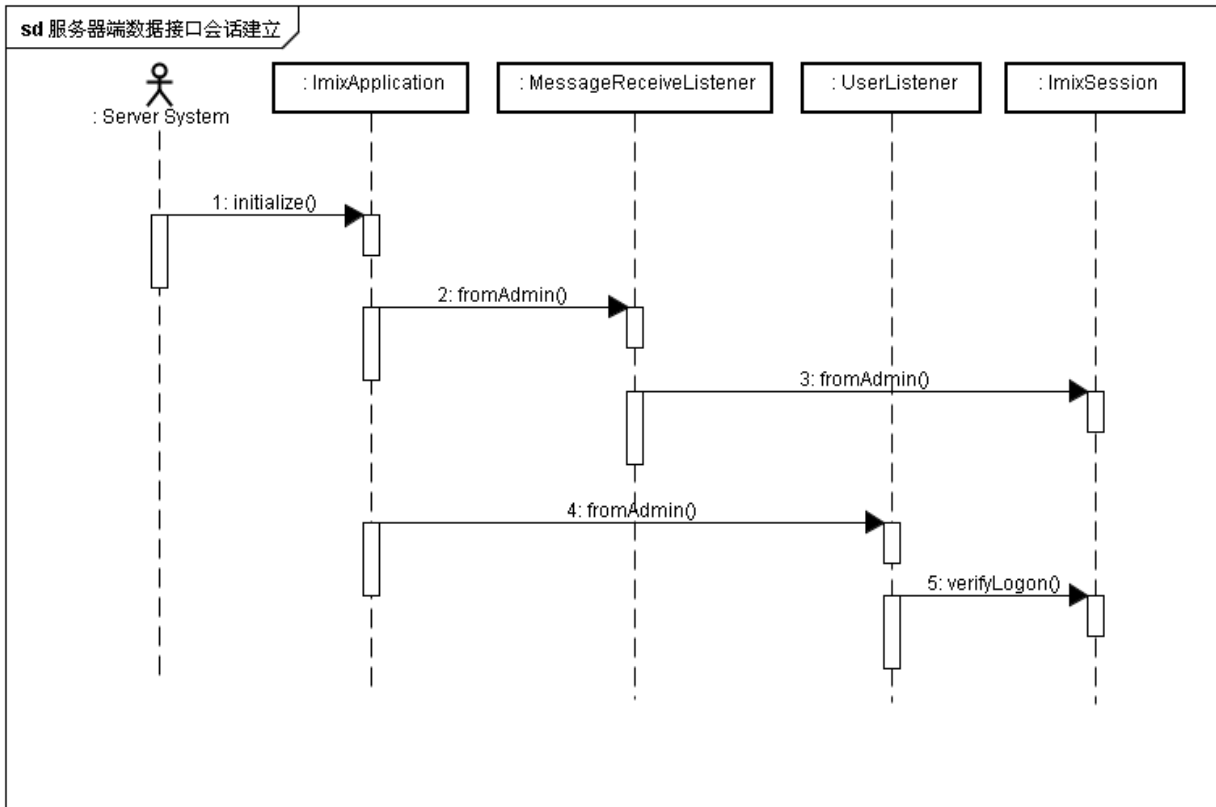 sd 服务器端数据接口会话建立
: Server System
: ImixApplication
: MessageReceiveListener
: UserListener
: ImixSession
1: initialize()
2: fromAdmin()
3: fromAdmin()
4: fromAdmin()
5: verifyLogon()